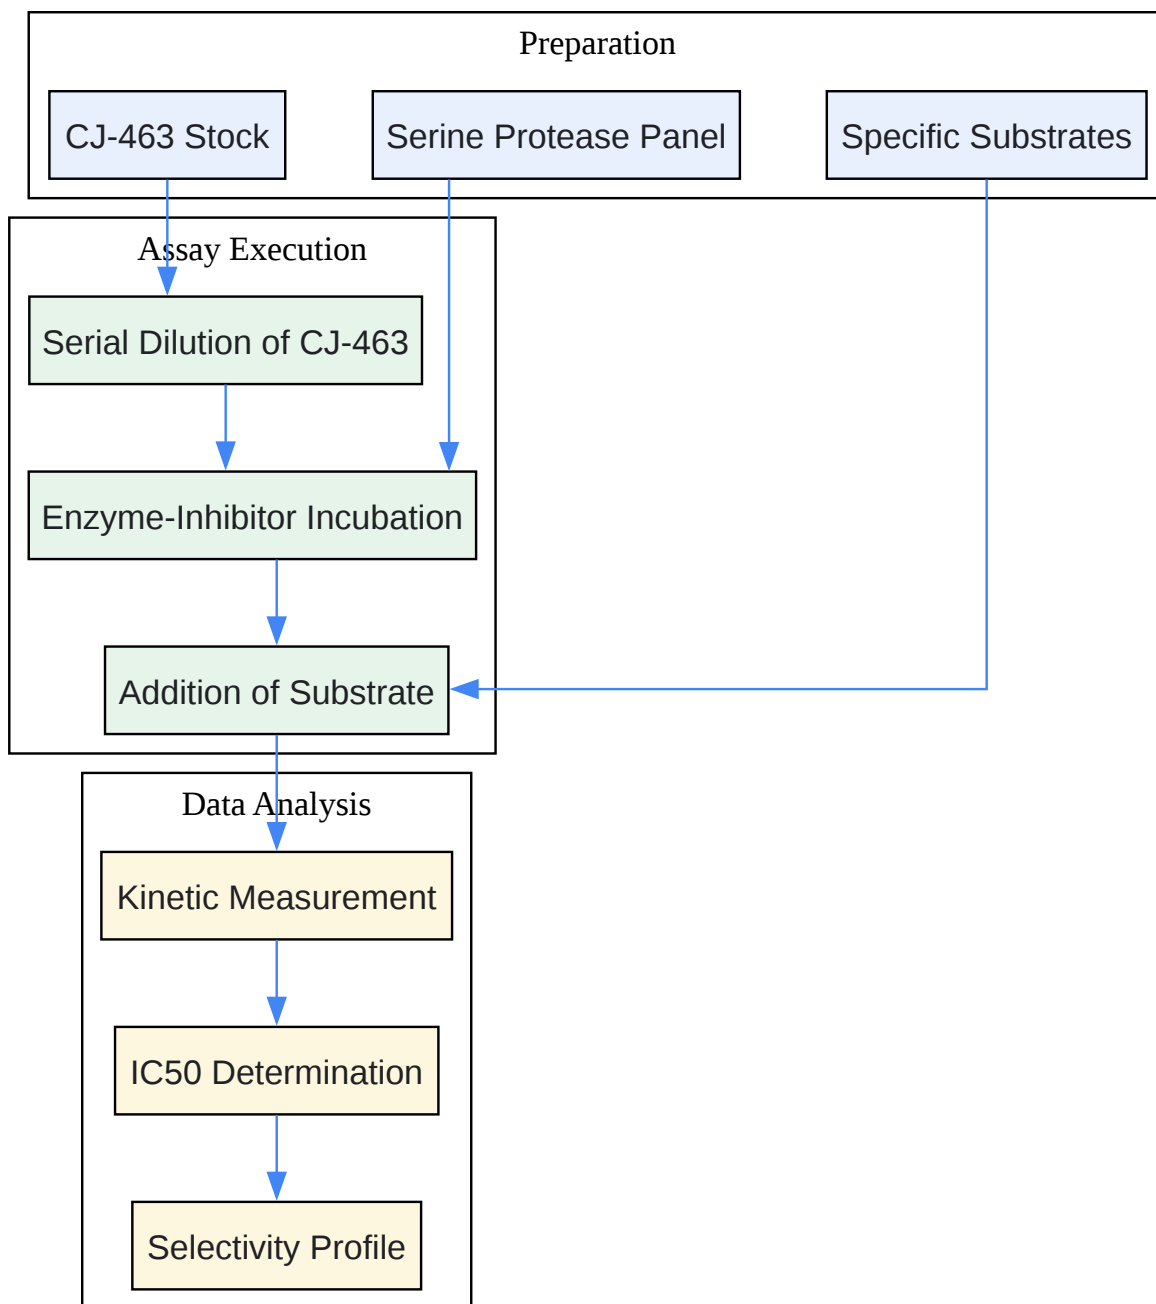 Preparation
CJ-463 Stock
Serine Protease Panel
Specific Substrates
Assay Execution
Serial Dilution of CJ-463
Enzyme-Inhibitor Incubation
Addition of Substrate
Data Analysis
Kinetic Measurement
IC50 Determination
Selectivity Profile